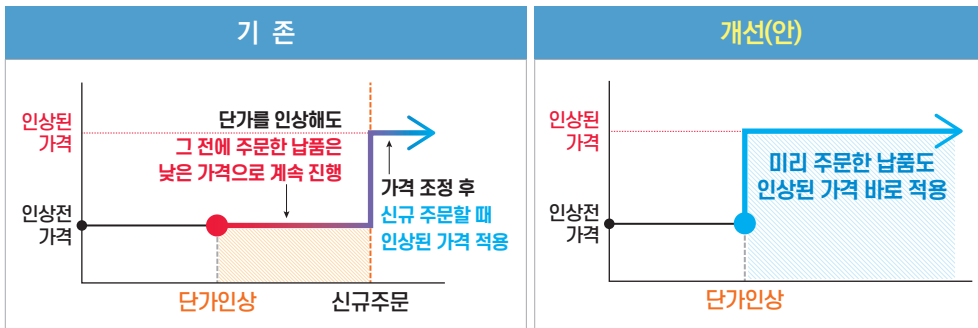 기 존
인상된
가격
단가를 인상해도
그 전에 주문한 납품은
낮은 가격으로 계속 진행
가격 조정 후
신규 주문할 때
인상된 가격 적용
인상전
가격
단가인상
신규주문
개선(안)
인상된
가격
미리 주문한 납품도
인상된 가격 바로 적용
인상전
가격
단가인상